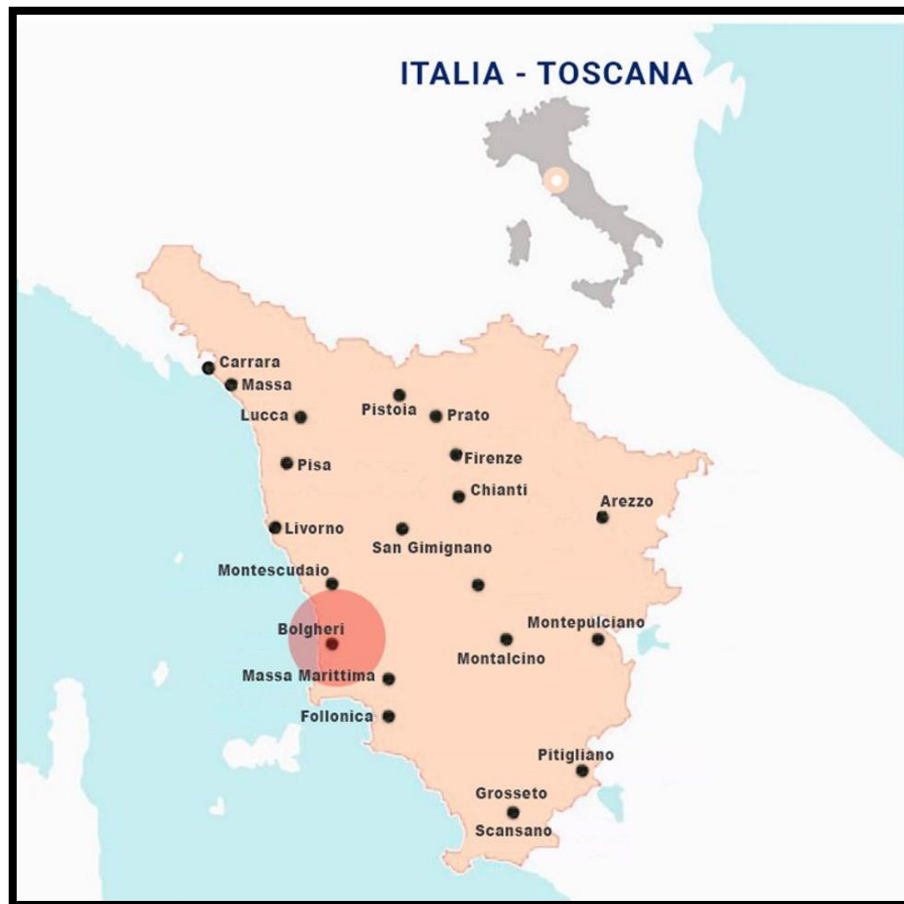 ITALIA - TOSCANA
Carrara
Massa
Lucca
Pistoia
Prato
Pisa
Firenze
Chianti
Arezzo
Livorno
San Gimignano
Montescudaio
Bolgheri
Montepulciano
Montalcino
Massa Marittima
Follonica
Pitigliano
Grosseto
Scansano